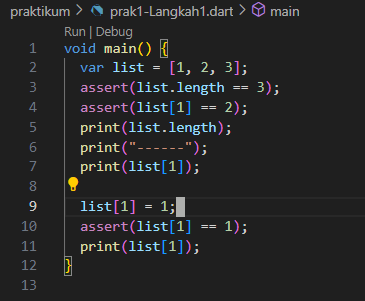 praktikum > prak1-Langkah1.dart > main
Run | Debug
1 void main() {
2 var list = [1, 2, 3];
3 assert(list.length == 3);
4 assert(list[1] == 2);
5 print(list.length);
6 print("------");
7 print(list[1]);
8
9 list[1] = 1;
10 assert(list[1] == 1);
11 print(list[1]);
12 }
13